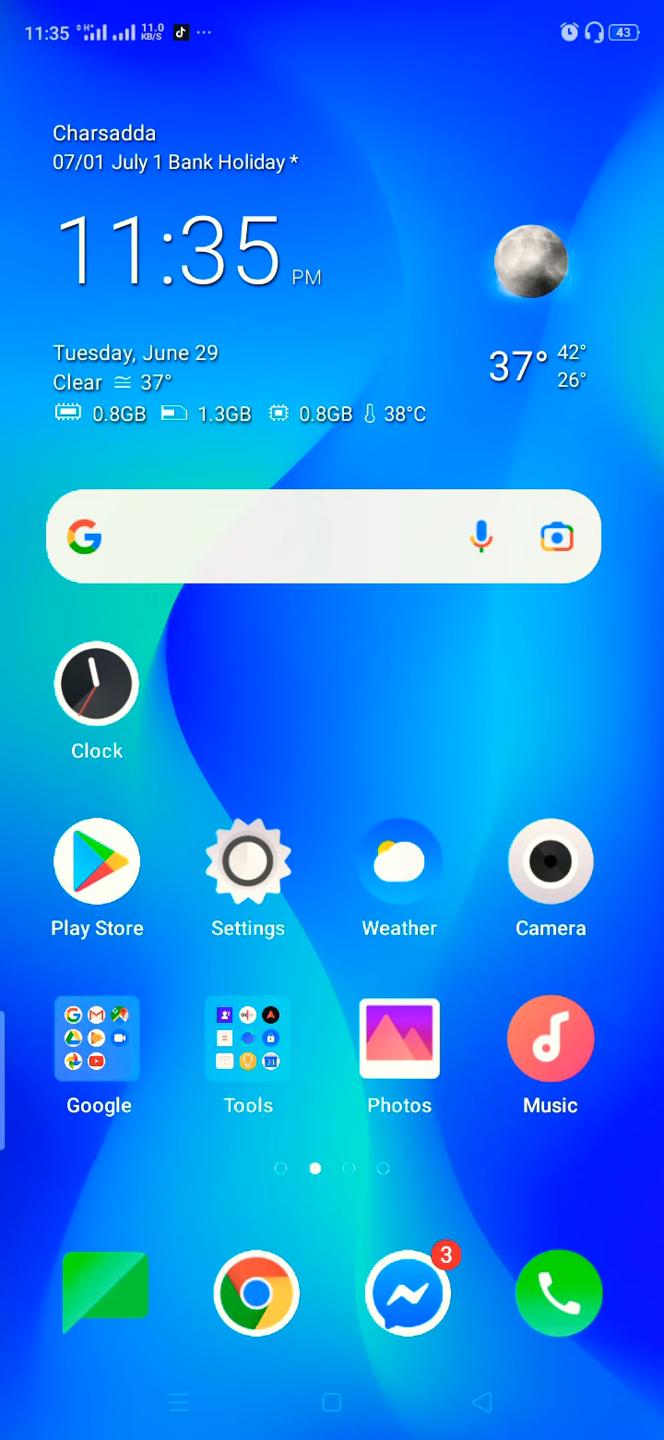 11:35 H+ 11.0 KB/S ... 43
Charsadda
07/01 July 1 Bank Holiday *
11:35 PM
Tuesday, June 29
Clear ≅ 37°
37° 42° 26°
0.8GB 1.3GB 0.8GB 38°C
G
Clock
Play Store Settings Weather Camera
31
Google Tools Photos Music
3